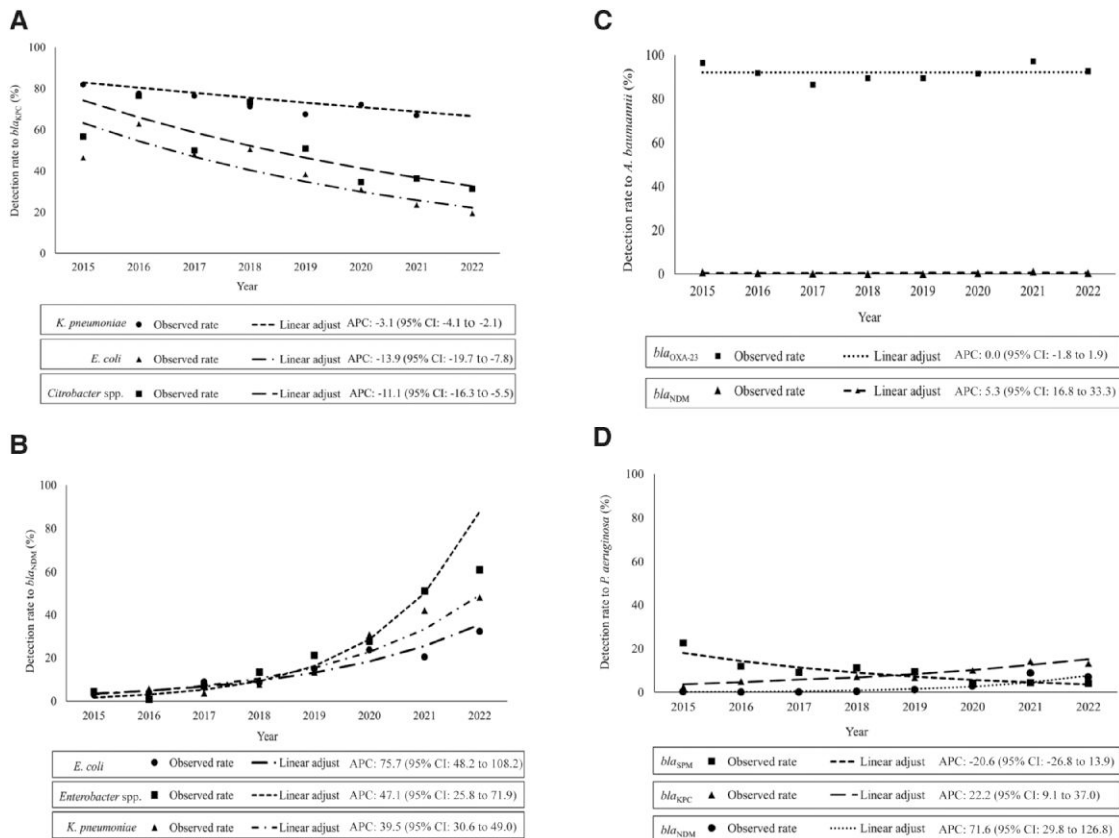 A
Detection rate to bla_KPC (%)
100
80
60
40
20
0
2015 2016 2017 2018 2019 2020 2021 2022
Year
K. pneumoniae Observed rate Linear adjust APC: -3.1 (95% CI: -4.1 to -2.1)
E. coli Observed rate Linear adjust APC: -13.9 (95% CI: -19.7 to -7.8)
Citrobacter spp. Observed rate Linear adjust APC: -11.1 (95% CI: -16.3 to -5.5)
B
Detection rate to bla_NDM (%)
100
80
60
40
20
0
2015 2016 2017 2018 2019 2020 2021 2022
Year
E. coli Observed rate Linear adjust APC: 75.7 (95% CI: 48.2 to 108.2)
Enterobacter spp. Observed rate Linear adjust APC: 47.1 (95% CI: 25.8 to 71.9)
K. pneumoniae Observed rate Linear adjust APC: 39.5 (95% CI: 30.6 to 49.0)
C
Detection rate to A. baumannii (%)
100
80
60
40
20
0
2015 2016 2017 2018 2019 2020 2021 2022
Year
bla_OXA-23 Observed rate Linear adjust APC: 0.0 (95% CI: -1.8 to 1.9)
bla_NDM Observed rate Linear adjust APC: 5.3 (95% CI: 16.8 to 33.3)
D
Detection rate to P. aeruginosa (%)
100
80
60
40
20
0
2015 2016 2017 2018 2019 2020 2021 2022
Year
bla_SPM Observed rate Linear adjust APC: -20.6 (95% CI: -26.8 to 13.9)
bla_KPC Observed rate Linear adjust APC: 22.2 (95% CI: 9.1 to 37.0)
bla_NDM Observed rate Linear adjust APC: 71.6 (95% CI: 29.8 to 126.8)